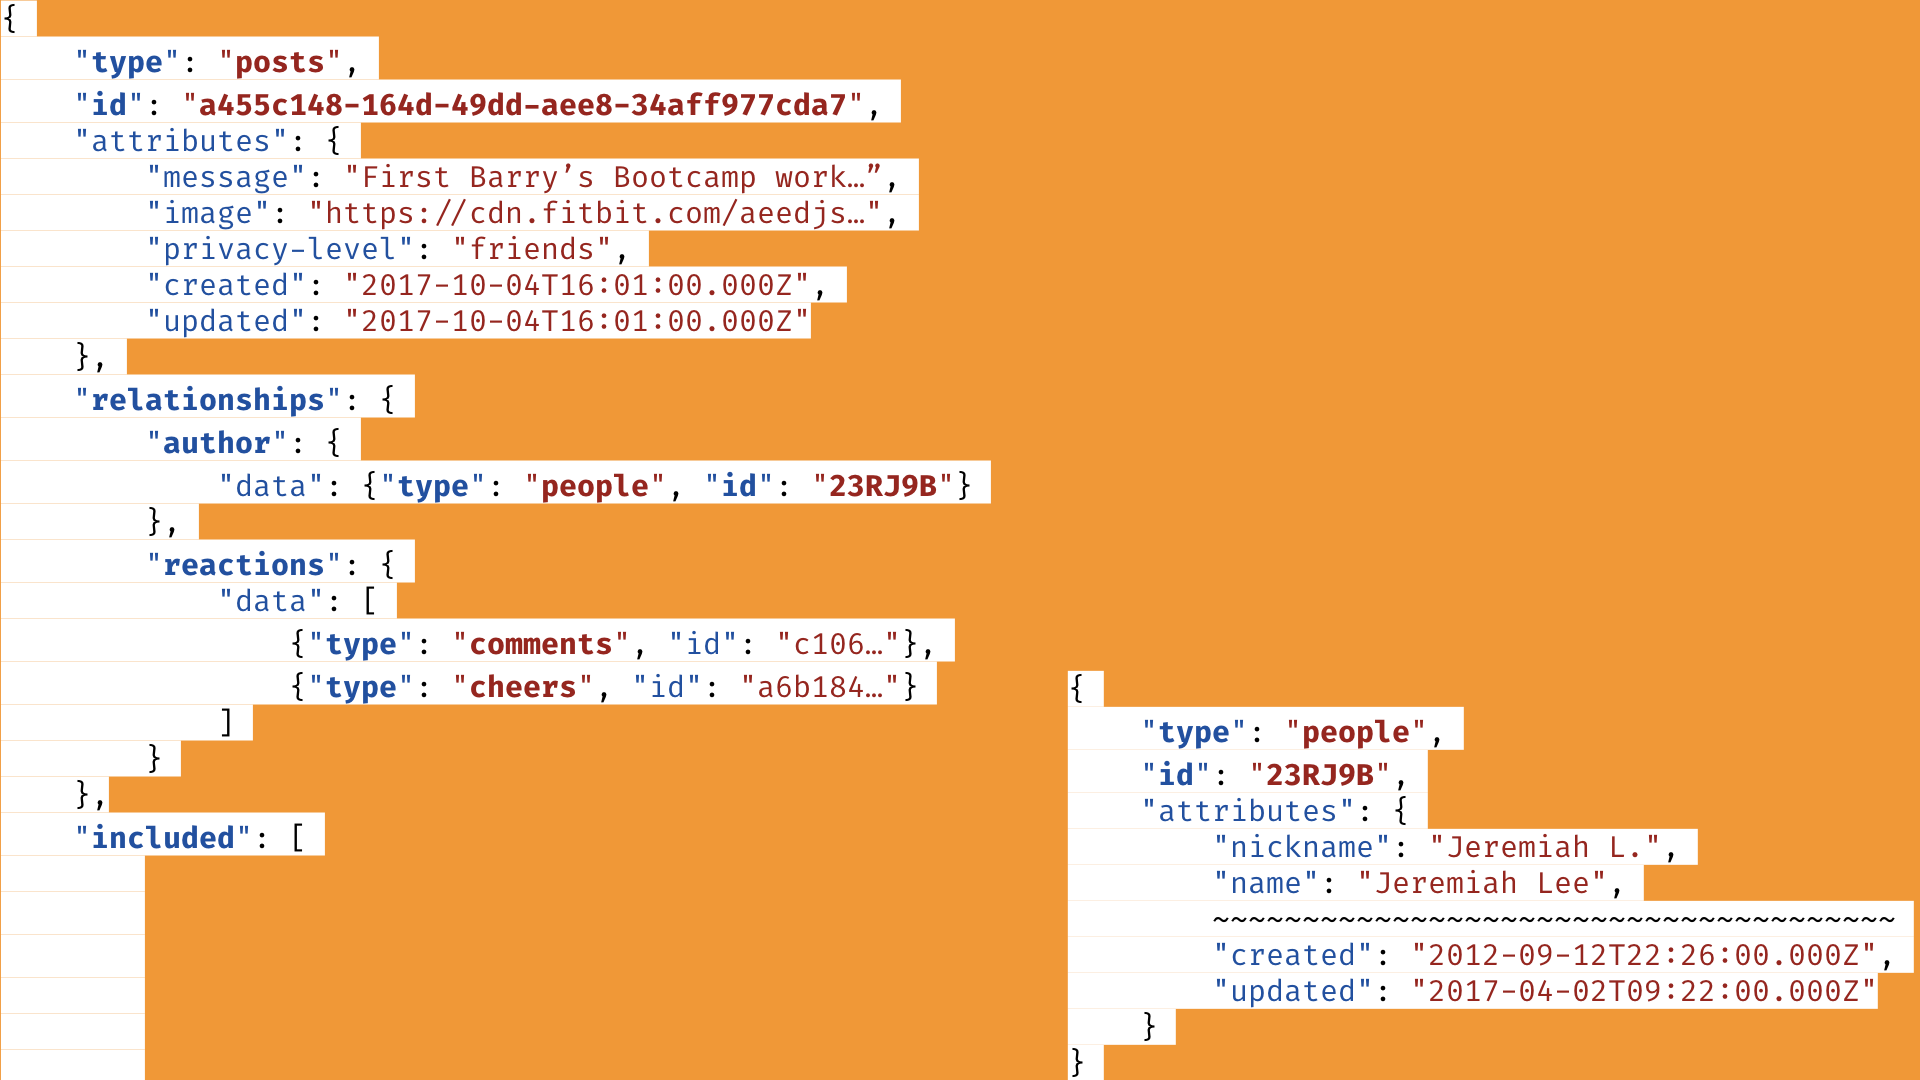 {
    "type": "posts",
    "id": "a455c148-164d-49dd-aee8-34aff977cda7",
    "attributes": {
        "message": "First Barry’s Bootcamp work…”,
        "image": "https://cdn.fitbit.com/aeedjs…",
        "privacy-level": "friends",
        "created": "2017-10-04T16:01:00.000Z",
        "updated": "2017-10-04T16:01:00.000Z"
    },
    "relationships": {
        "author": {
            "data": {"type": "people", "id": "23RJ9B"}
        },
        "reactions": {
            "data": [
                {"type": "comments", "id": "c106…"},
                {"type": "cheers", "id": "a6b184…"}
            ]
        }
    },
    "included": [
{
    "type": "people",
    "id": "23RJ9B",
    "attributes": {
        "nickname": "Jeremiah L.",
        "name": "Jeremiah Lee",
        ~~~~~~~~~~~~~~~~~~~~~~~~~~~~~~~~~~~~~~
        "created": "2012-09-12T22:26:00.000Z",
        "updated": "2017-04-02T09:22:00.000Z"
    }
}